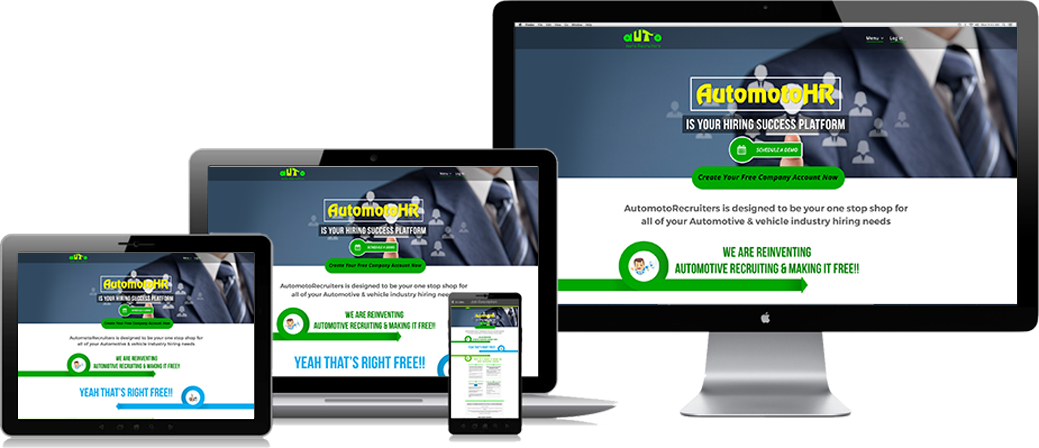 auto
Menu
Log In
AutomotoHR
IS YOUR HIRING SUCCESS PLATFORM
SCHEDULE A DEMO
Create Your Free Company Account Now
AutomotoRecruiters is designed to be your one stop shop for
all of your Automotive & vehicle industry hiring needs
WE ARE REINVENTING
AUTOMOTIVE RECRUITING & MAKING IT FREE!!
auto
Menu
Log In
AutomotoHR
IS YOUR HIRING SUCCESS PLATFORM
SCHEDULE A DEMO
Create Your Free Company Account Now
AutomotoRecruiters is designed to be your one stop shop for
all of your Automotive & vehicle industry hiring needs
WE ARE REINVENTING
AUTOMOTIVE RECRUITING & MAKING IT FREE!!
YEAH THAT'S RIGHT FREE!!
auto
AutomotoHR
IS YOUR HIRING SUCCESS PLATFORM
SCHEDULE A DEMO
Create Your Free Company Account Now
AutomotoRecruiters is designed to be your one stop shop for
all of your Automotive & vehicle industry hiring needs
WE ARE REINVENTING
AUTOMOTIVE RECRUITING & MAKING IT FREE!!
YEAH THAT'S RIGHT FREE!!